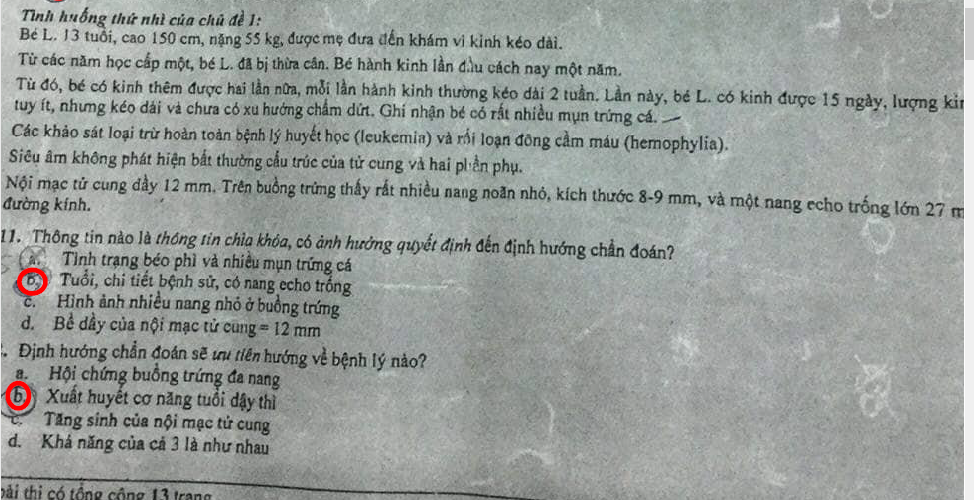 Tình huống thứ nhì của chủ đề 1:
Bé L. 13 tuổi, cao 150 cm, nặng 55 kg, được mẹ đưa đến khám vì kinh kéo dài.
Từ các năm học cấp một, bé L. đã bị thừa cân. Bé hành kinh lần đầu cách nay một năm.
Từ đó, bé có kinh thêm được hai lần nữa, mỗi lần hành kinh thường kéo dài 2 tuần. Lần này, bé L. có kinh được 15 ngày, lượng
tuy ít, nhưng kéo dài và chưa có xu hướng chấm dứt. Ghi nhận bé có rất nhiều mụn trứng cá.
Các khảo sát loại trừ hoàn toàn bệnh lý huyết học (leukemia) và rối loạn đông cầm máu (hemophylia).
Siêu âm không phát hiện bất thường cấu trúc của tử cung và hai phần phụ.
Nội mạc tử cung dầy 12 mm. Trên buồng trứng thấy rất nhiều nang noãn nhỏ, kích thước 8-9 mm, và một nang echo trống lớn 27
đường kính.
11. Thông tin nào là thông tin chìa khóa, có ảnh hưởng quyết định đến định hướng chẩn đoán?
a. Tình trạng béo phì và nhiều mụn trứng cá
b. Tuổi, chi tiết bệnh sử, có nang echo trống
c. Hình ảnh nhiều nang nhỏ ở buồng trứng
d. Bề dầy của nội mạc tử cung = 12 mm
. Định hướng chẩn đoán sẽ ưu tiên hướng về bệnh lý nào?
a. Hội chứng buồng trứng đa nang
b. Xuất huyết cơ năng tuổi dậy thì
c. Tăng sinh của nội mạc tử cung
d. Khả năng của cả 3 là như nhau
bài thi có tổng cộng 13 trang